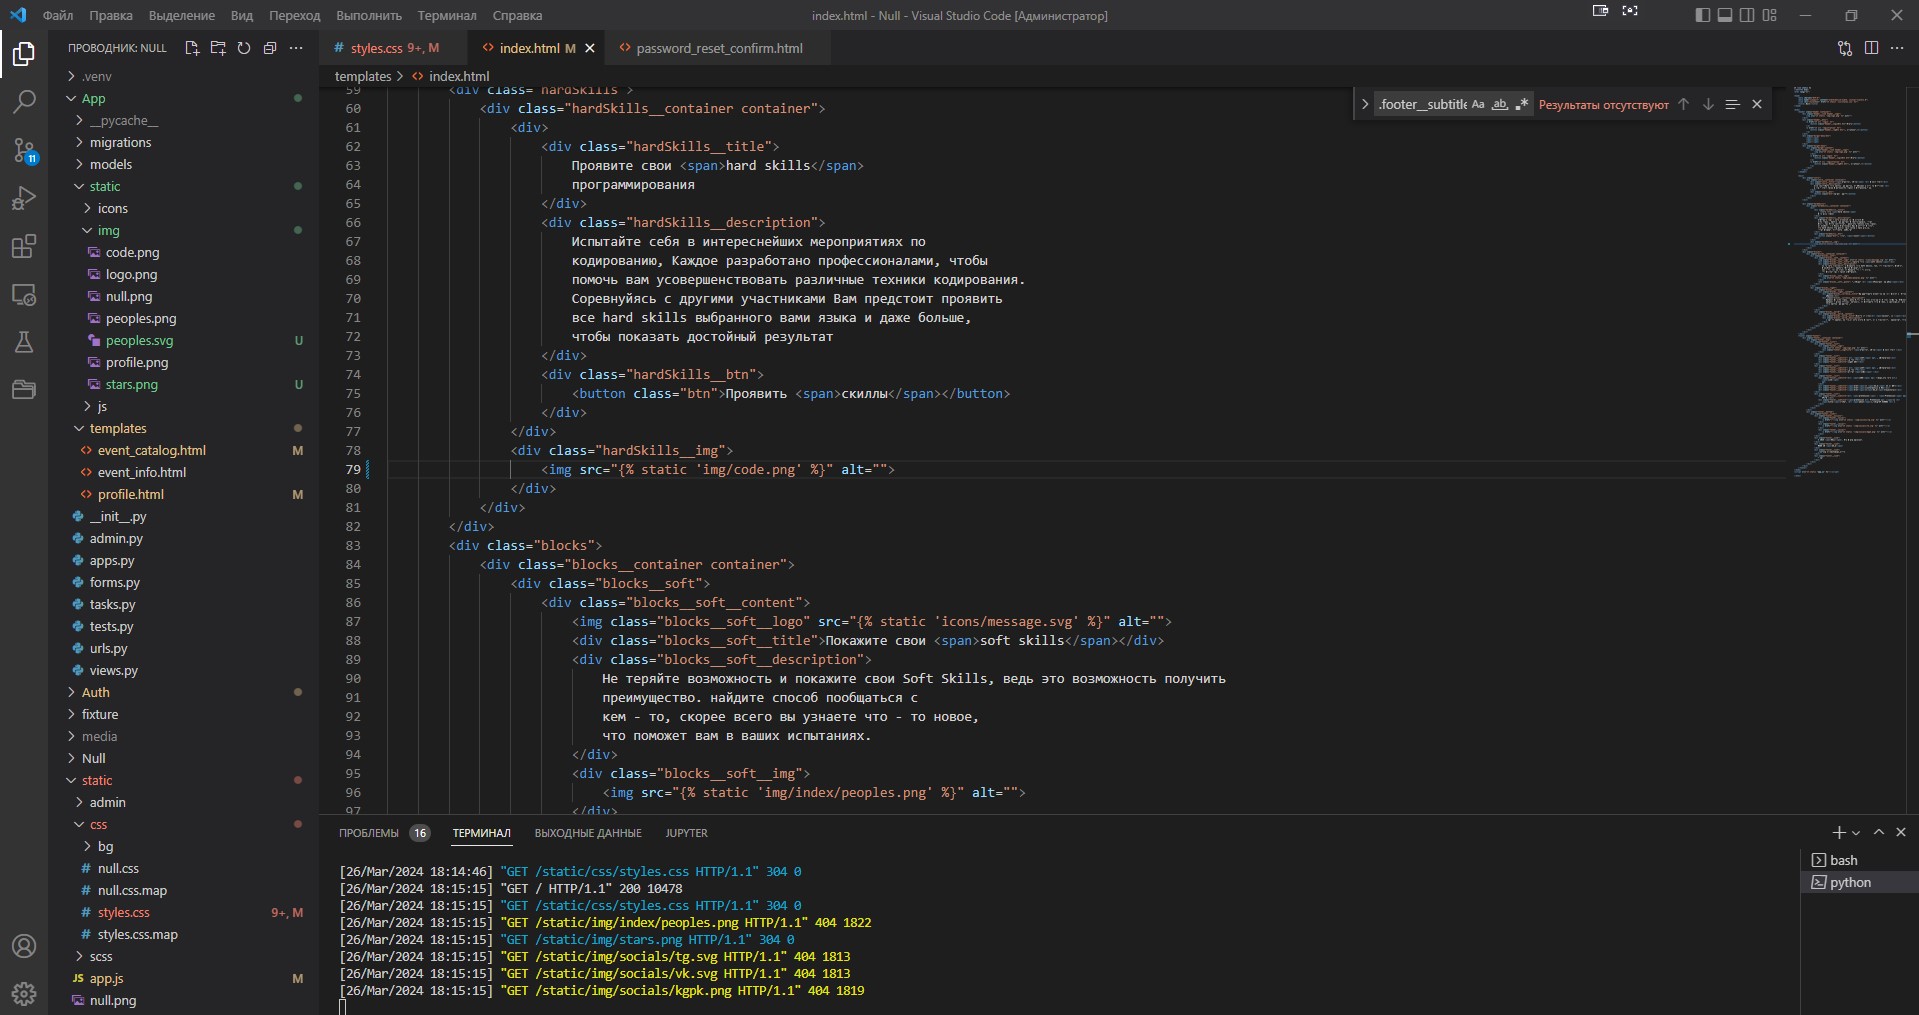 Файл Правка Выделение Вид Переход Выполнить Терминал Справка
index.html - Null - Visual Studio Code [Администратор]
ПРОВОДНИК: NULL
.venv
App
__pycache__
migrations
models
static
icons
img
code.png
logo.png
null.png
peoples.png
peoples.svg U
profile.png
stars.png U
js
templates
event_catalog.html M
event_info.html
profile.html M
__init__.py
admin.py
apps.py
forms.py
tasks.py
tests.py
urls.py
views.py
Auth
fixture
media
Null
static
admin
css
bg
# null.css
# null.css.map
# styles.css 9+, M
# styles.css.map
scss
JS app.js M
null.png
11
# styles.css 9+, M
<> index.html M
<> password_reset_confirm.html
templates > <> index.html
.footer__subtitle Aa ab Результаты отсутствуют
59 <div class="hardSkills">
60 <div class="hardSkills__container container">
61 <div>
62 <div class="hardSkills__title">
63 Проявите свои <span>hard skills</span>
64 программирования
65 </div>
66 <div class="hardSkills__description">
67 Испытайте себя в интереснейших мероприятиях по
68 кодированию, Каждое разработано профессионалами, чтобы
69 помочь вам усовершенствовать различные техники кодирования.
70 Соревнуйясь с другими участниками Вам предстоит проявить
71 все hard skills выбранного вами языка и даже больше,
72 чтобы показать достойный результат
73 </div>
74 <div class="hardSkills__btn">
75 <button class="btn">Проявить <span>скиллы</span></button>
76 </div>
77 </div>
78 <div class="hardSkills__img">
79 <img src="{% static 'img/code.png' %}" alt="">
80 </div>
81 </div>
82 </div>
83 <div class="blocks">
84 <div class="blocks__container container">
85 <div class="blocks__soft">
86 <div class="blocks__soft__content">
87 <img class="blocks__soft__logo" src="{% static 'icons/message.svg' %}" alt="">
88 <div class="blocks__soft__title">Покажите свои <span>soft skills</span></div>
89 <div class="blocks__soft__description">
90 Не теряйте возможность и покажите свои Soft Skills, ведь это возможность получить
91 преимущество. найдите способ пообщаться с
92 кем - то, скорее всего вы узнаете что - то новое,
93 что поможет вам в ваших испытаниях.
94 </div>
95 <div class="blocks__soft__img">
96 <img src="{% static 'img/index/peoples.png' %}" alt="">
97 </div>
ПРОБЛЕМЫ 16 ТЕРМИНАЛ ВЫХОДНЫЕ ДАННЫЕ JUPYTER
[26/Mar/2024 18:14:46] "GET /static/css/styles.css HTTP/1.1" 304 0
[26/Mar/2024 18:15:15] "GET / HTTP/1.1" 200 10478
[26/Mar/2024 18:15:15] "GET /static/css/styles.css HTTP/1.1" 304 0
[26/Mar/2024 18:15:15] "GET /static/img/index/peoples.png HTTP/1.1" 404 1822
[26/Mar/2024 18:15:15] "GET /static/img/stars.png HTTP/1.1" 304 0
[26/Mar/2024 18:15:15] "GET /static/img/socials/tg.svg HTTP/1.1" 404 1813
[26/Mar/2024 18:15:15] "GET /static/img/socials/vk.svg HTTP/1.1" 404 1813
[26/Mar/2024 18:15:15] "GET /static/img/socials/kgpk.png HTTP/1.1" 404 1819
bash
python